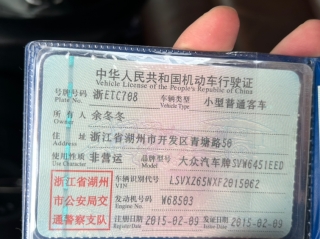 中华人民共和国机动车行驶证
Vehicle License of the People's Republic of China
号牌号码 浙EIC708 车辆类型 小型普通客车
Plate No. Vehicle Type
所有人 余冬冬
Owner
住址 浙江省湖州市开发区青塘路56
Address
使用性质 非营运 品牌型号 大众汽车牌SVW6451EED
浙江省湖州市公安局交通警察支队
车辆识别代号 LSVXZ65NXF2015062
VIN
发动机号码 W68503
Engine No.
注册日期 2015-02-09 发证日期 2015-02-09